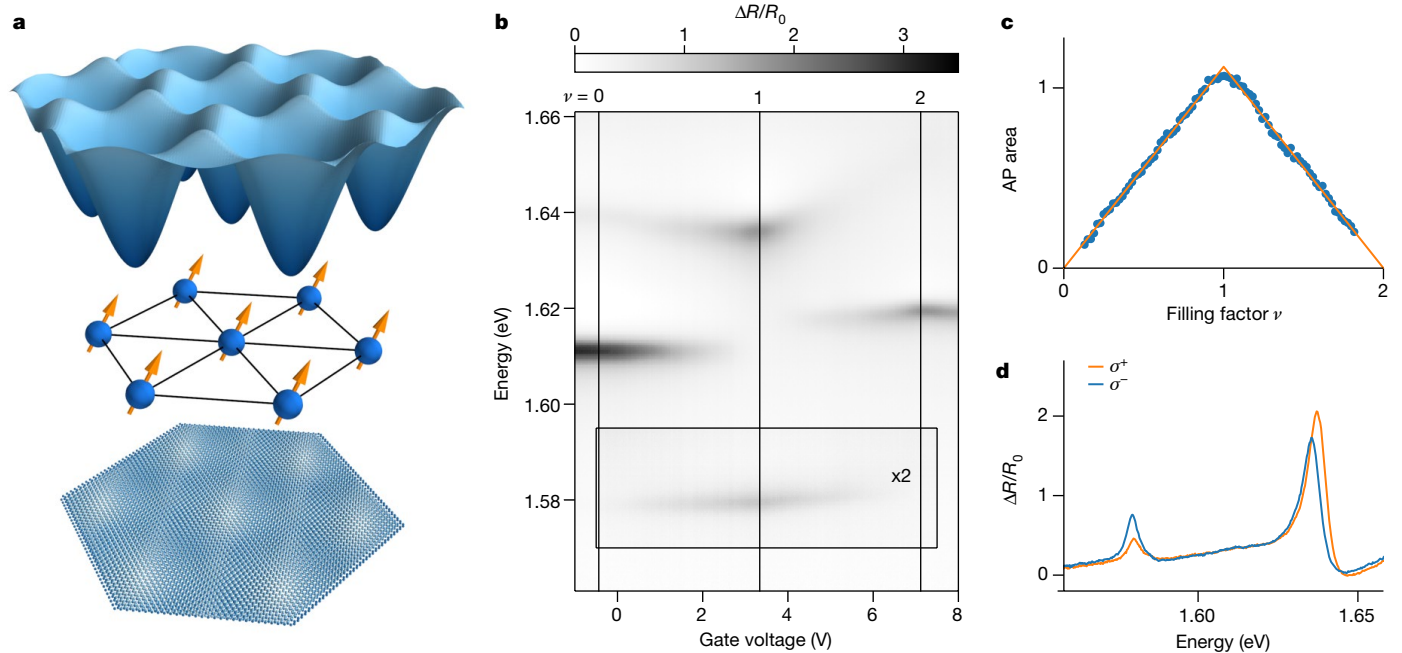 a
b
ΔR/R0
0 1 2 3
ν = 0 1 2
1.66
1.64
1.62
1.60
1.58
Energy (eV)
x2
0 2 4 6 8
Gate voltage (V)
c
1
0
AP area
0 1 2
Filling factor ν
d
σ+
σ−
2
1
0
ΔR/R0
1.60 1.65
Energy (eV)